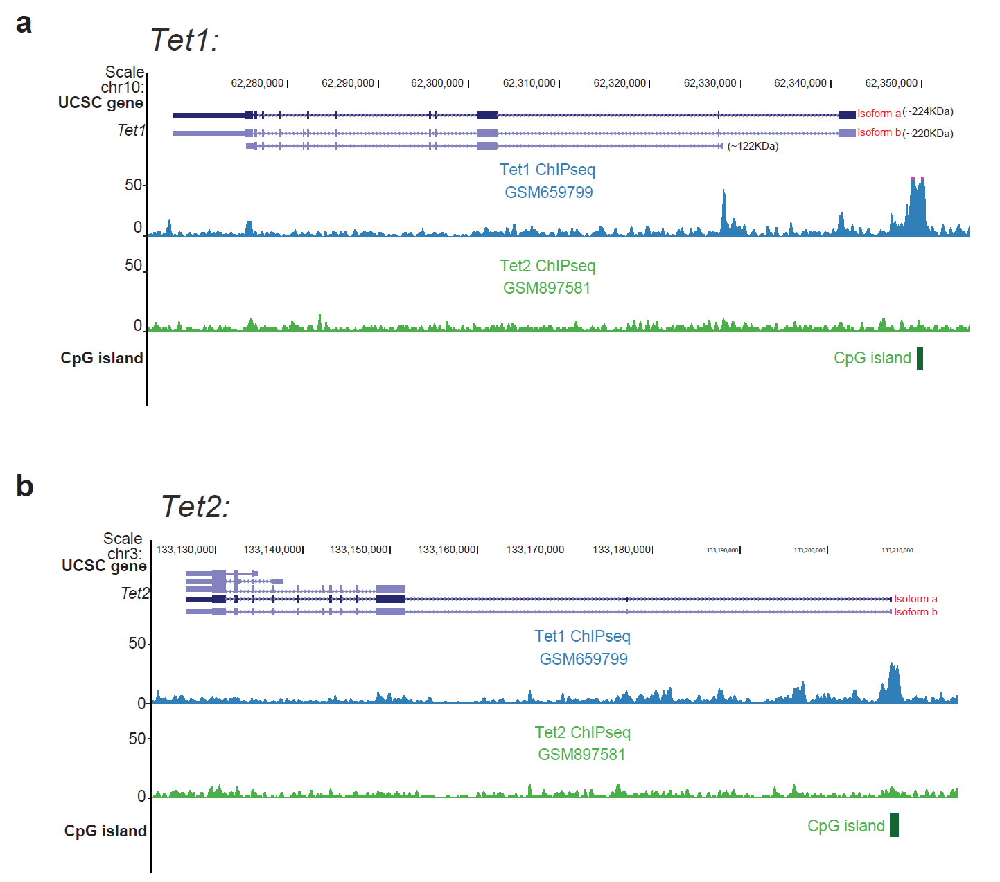 a
Tet1:
Scale
chr10:
62,280,000 62,290,000 62,300,000 62,310,000 62,320,000 62,330,000 62,340,000 62,350,000
UCSC gene
Isoform a (~224KDa)
Tet1
Isoform b (~220KDa)
(~122KDa)
Tet1 ChIPseq
GSM659799
50
0
Tet2 ChIPseq
GSM897581
50
0
CpG island
CpG island
b
Tet2:
Scale
chr3:
133,130,000 133,140,000 133,150,000 133,160,000 133,170,000 133,180,000 133,190,000 133,200,000 133,210,000
UCSC gene
Tet2
Isoform a
Isoform b
Tet1 ChIPseq
GSM659799
50
0
Tet2 ChIPseq
GSM897581
50
0
CpG island
CpG island